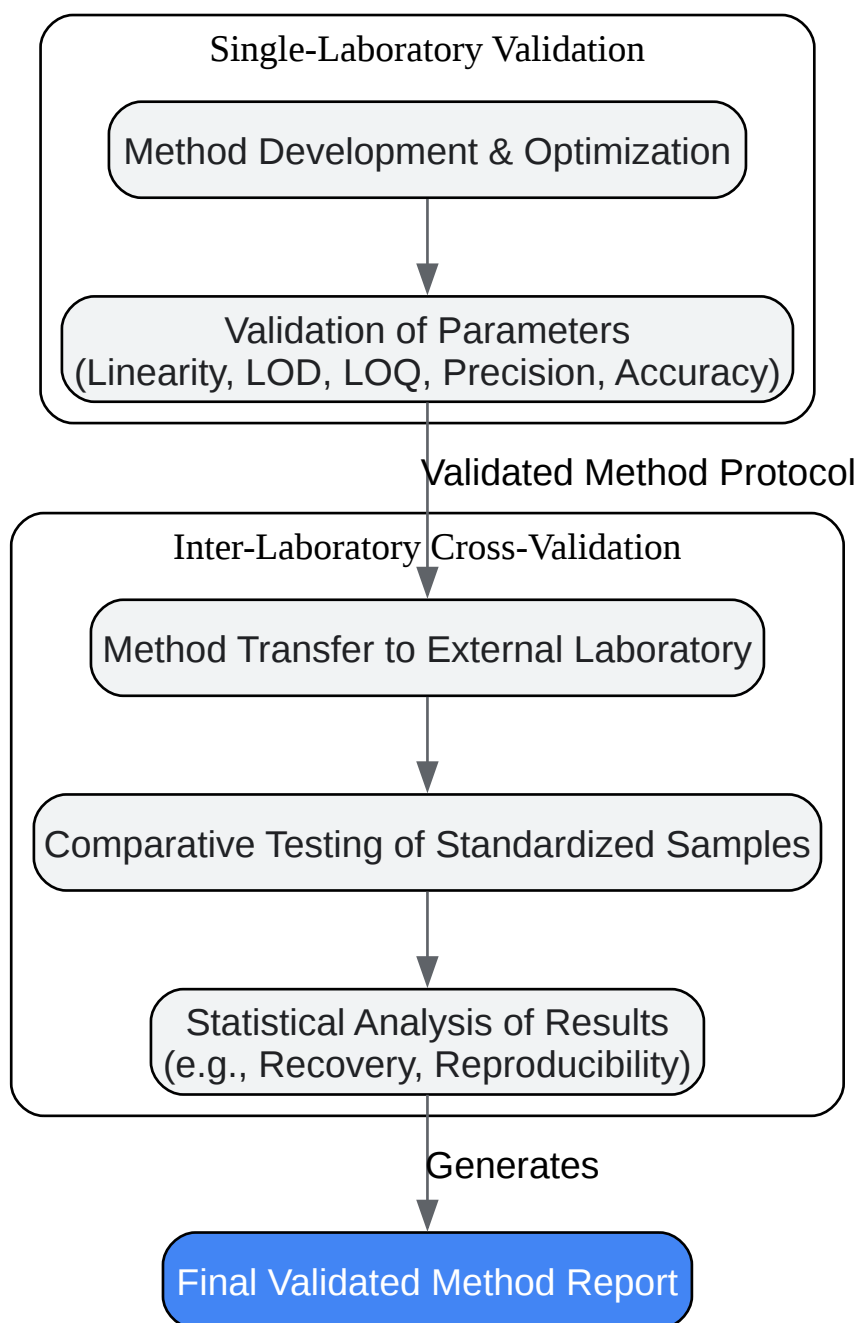 Single-Laboratory Validation
Method Development & Optimization
Validation of Parameters
(Linearity, LOD, LOQ, Precision, Accuracy)
Validated Method Protocol
Inter-Laboratory Cross-Validation
Method Transfer to External Laboratory
Comparative Testing of Standardized Samples
Statistical Analysis of Results
(e.g., Recovery, Reproducibility)
Generates
Final Validated Method Report